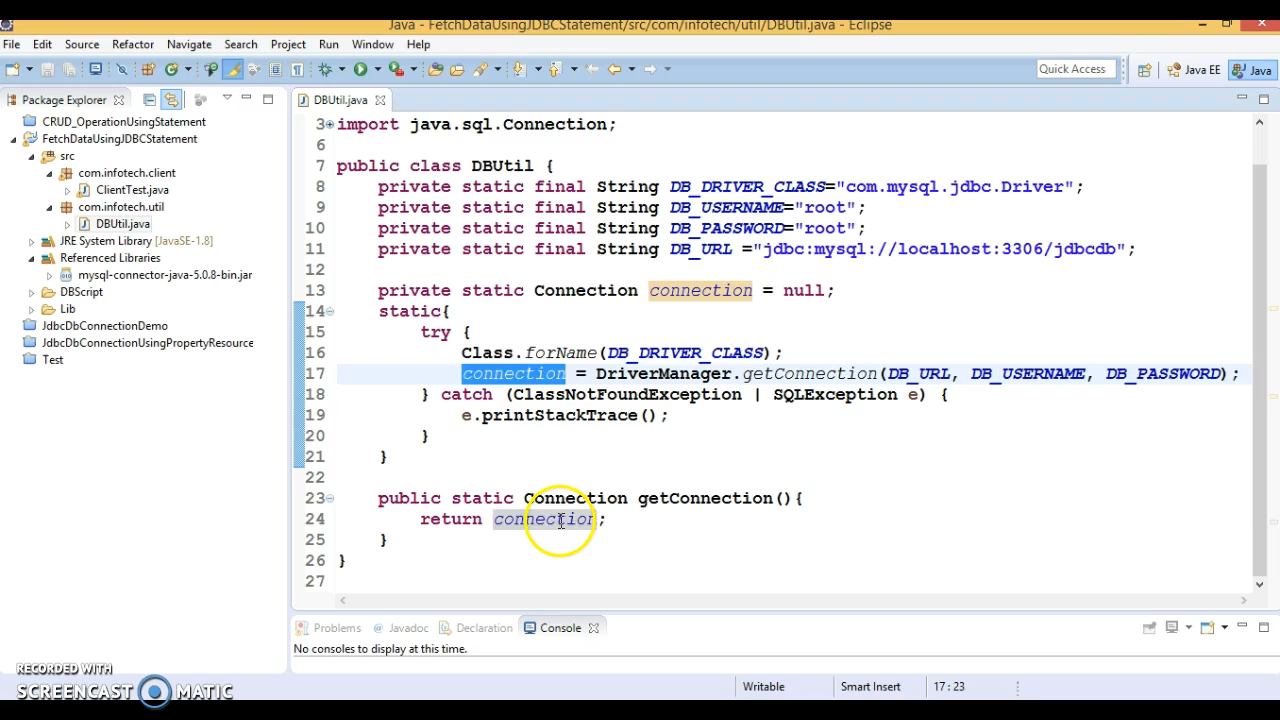 Java - FetchDataUsingJDBCStatement/src/com/infotech/util/DBUtil.java - Eclipse
File Edit Source Refactor Navigate Search Project Run Window Help
Quick Access
Java EE
Java
Package Explorer
CRUD_OperationUsingStatement
FetchDataUsingJDBCStatement
src
com.infotech.client
ClientTest.java
com.infotech.util
DBUtil.java
JRE System Library [JavaSE-1.8]
Referenced Libraries
mysql-connector-java-5.0.8-bin.jar
DBScript
Lib
JdbcDbConnectionDemo
JdbcDbConnectionUsingPropertyResource
Test
DBUtil.java
3 import java.sql.Connection;
6
7 public class DBUtil {
8 private static final String DB_DRIVER_CLASS="com.mysql.jdbc.Driver";
9 private static final String DB_USERNAME="root";
10 private static final String DB_PASSWORD="root";
11 private static final String DB_URL ="jdbc:mysql://localhost:3306/jdbcdb";
12
13 private static Connection connection = null;
14 static{
15 try {
16 Class.forName(DB_DRIVER_CLASS);
17 connection = DriverManager.getConnection(DB_URL, DB_USERNAME, DB_PASSWORD);
18 } catch (ClassNotFoundException | SQLException e) {
19 e.printStackTrace();
20 }
21 }
22
23 public static Connection getConnection(){
24 return connection;
25 }
26 }
27
Problems @ Javadoc Declaration Console
No consoles to display at this time.
RECORDED WITH
SCREENCAST MATIC
Writable Smart Insert 17 : 23